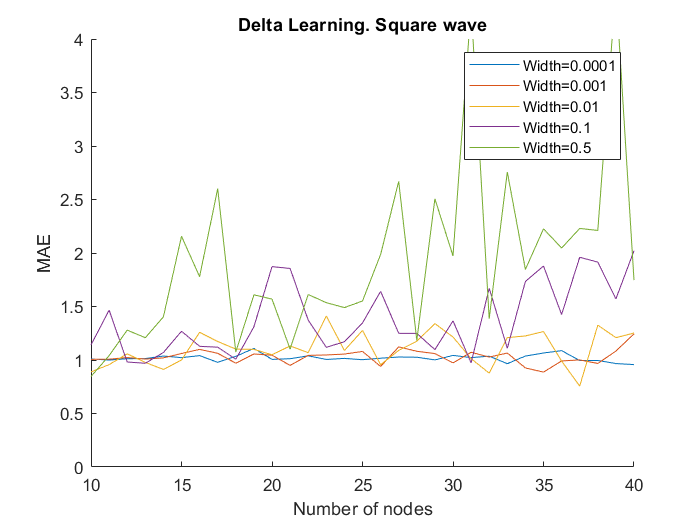 Delta Learning. Square wave
4
3.5
3
2.5
2
1.5
1
0.5
0
MAE
10
15
20
25
30
35
40
Number of nodes
Width=0.0001
Width=0.001
Width=0.01
Width=0.1
Width=0.5